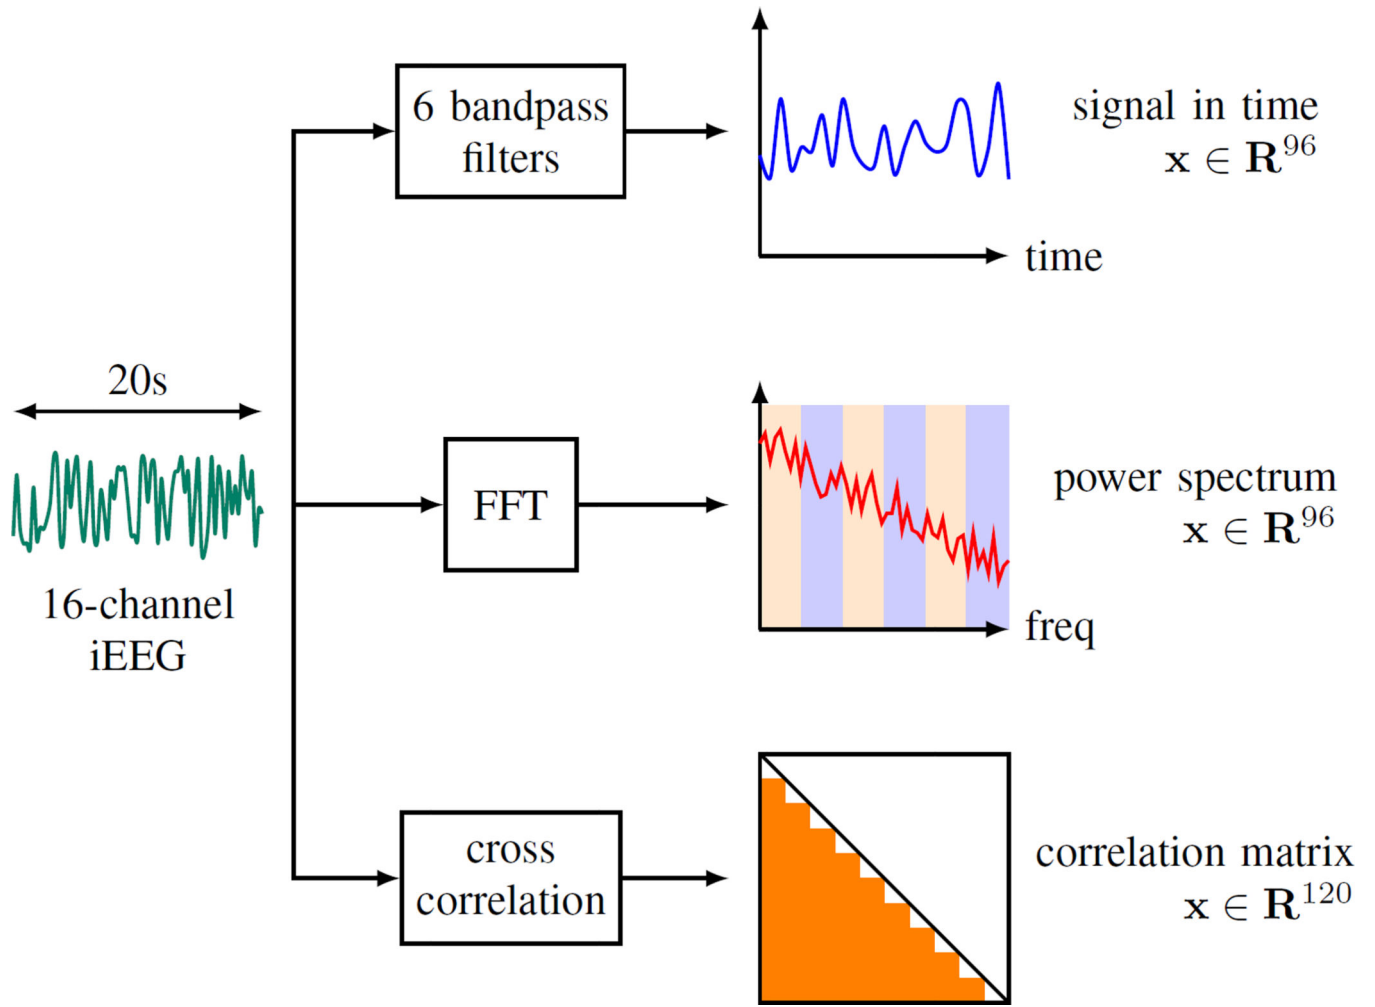 20s
16-channel
iEEG
6 bandpass
filters
signal in time
x ∈ R^96
time
FFT
power spectrum
x ∈ R^96
freq
cross
correlation
correlation matrix
x ∈ R^120